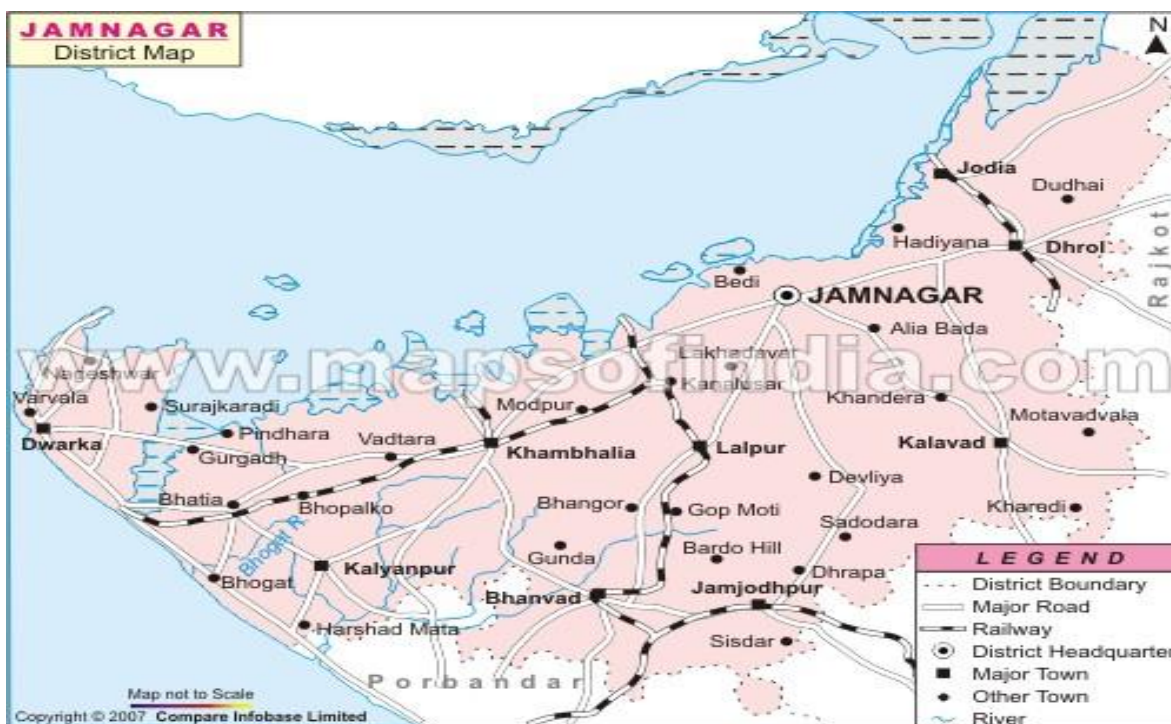 JAMNAGAR
District Map
N
Jodia
Dudhai
Hadiyana
Dhrol
Rajkot
Bedi
JAMNAGAR
Alia Bada
www.mapsofindia.com
Lakhadavat
Nageshwar
Kanalusar
Varvala
Surajkaradi
Modpur
Khandera
Motavadvala
Dwarka
Pindhara
Vadtara
Khambhalia
Lalpur
Kalavad
Gurgadh
Devliya
Bhatia
Bhopalko
Bhangor
Gop Moti
Kharedi
Sadodara
Bhogat R
Gunda
Bardo Hill
Kalyanpur
Dhrapa
Bhogat
Bhanvad
Jamjodhpur
Harshad Mata
Sisdar
Porbandar
LEGEND
District Boundary
Major Road
Railway
District Headquarter
Major Town
Other Town
River
Map not to Scale
Copyright © 2007 Compare Infobase Limited